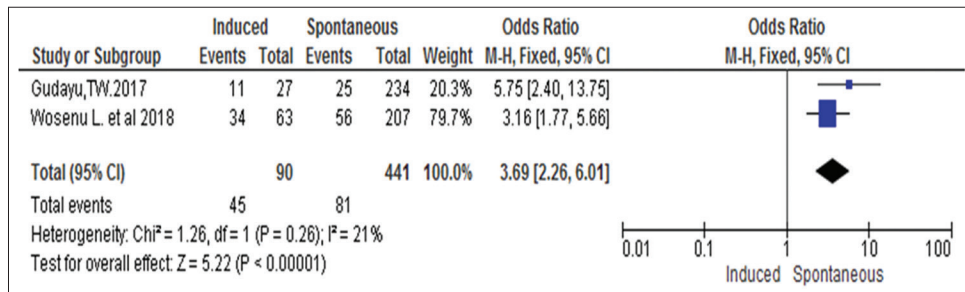 Induced Spontaneous Odds Ratio Odds Ratio
Study or Subgroup Events Total Events Total Weight M-H, Fixed, 95% CI M-H, Fixed, 95% CI
Gudayu,TW.2017 11 27 25 234 20.3% 5.75 [2.40, 13.75]
Wosenu L. et al 2018 34 63 56 207 79.7% 3.16 [1.77, 5.66]
Total (95% CI) 90 441 100.0% 3.69 [2.26, 6.01]
Total events 45 81
Heterogeneity: Chi² = 1.26, df = 1 (P = 0.26); I² = 21%
Test for overall effect: Z = 5.22 (P < 0.00001)
0.01 0.1 1 10 100
Induced Spontaneous